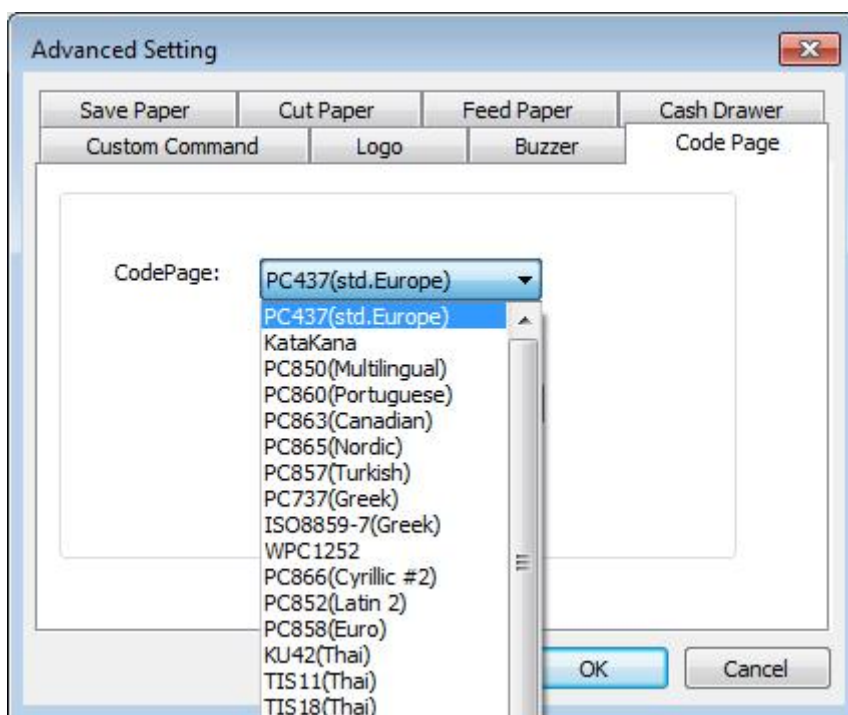 Advanced Setting
Save Paper Cut Paper Feed Paper Cash Drawer
Custom Command Logo Buzzer Code Page
CodePage: PC437(std.Europe)
PC437(std.Europe)
KataKana
PC850(Multilingual)
PC860(Portuguese)
PC863(Canadian)
PC865(Nordic)
PC857(Turkish)
PC737(Greek)
ISO8859-7(Greek)
WPC1252
PC866(Cyrillic #2)
PC852(Latin 2)
PC858(Euro)
KU42(Thai)
TIS11(Thai)
TIS18(Thai)
OK Cancel